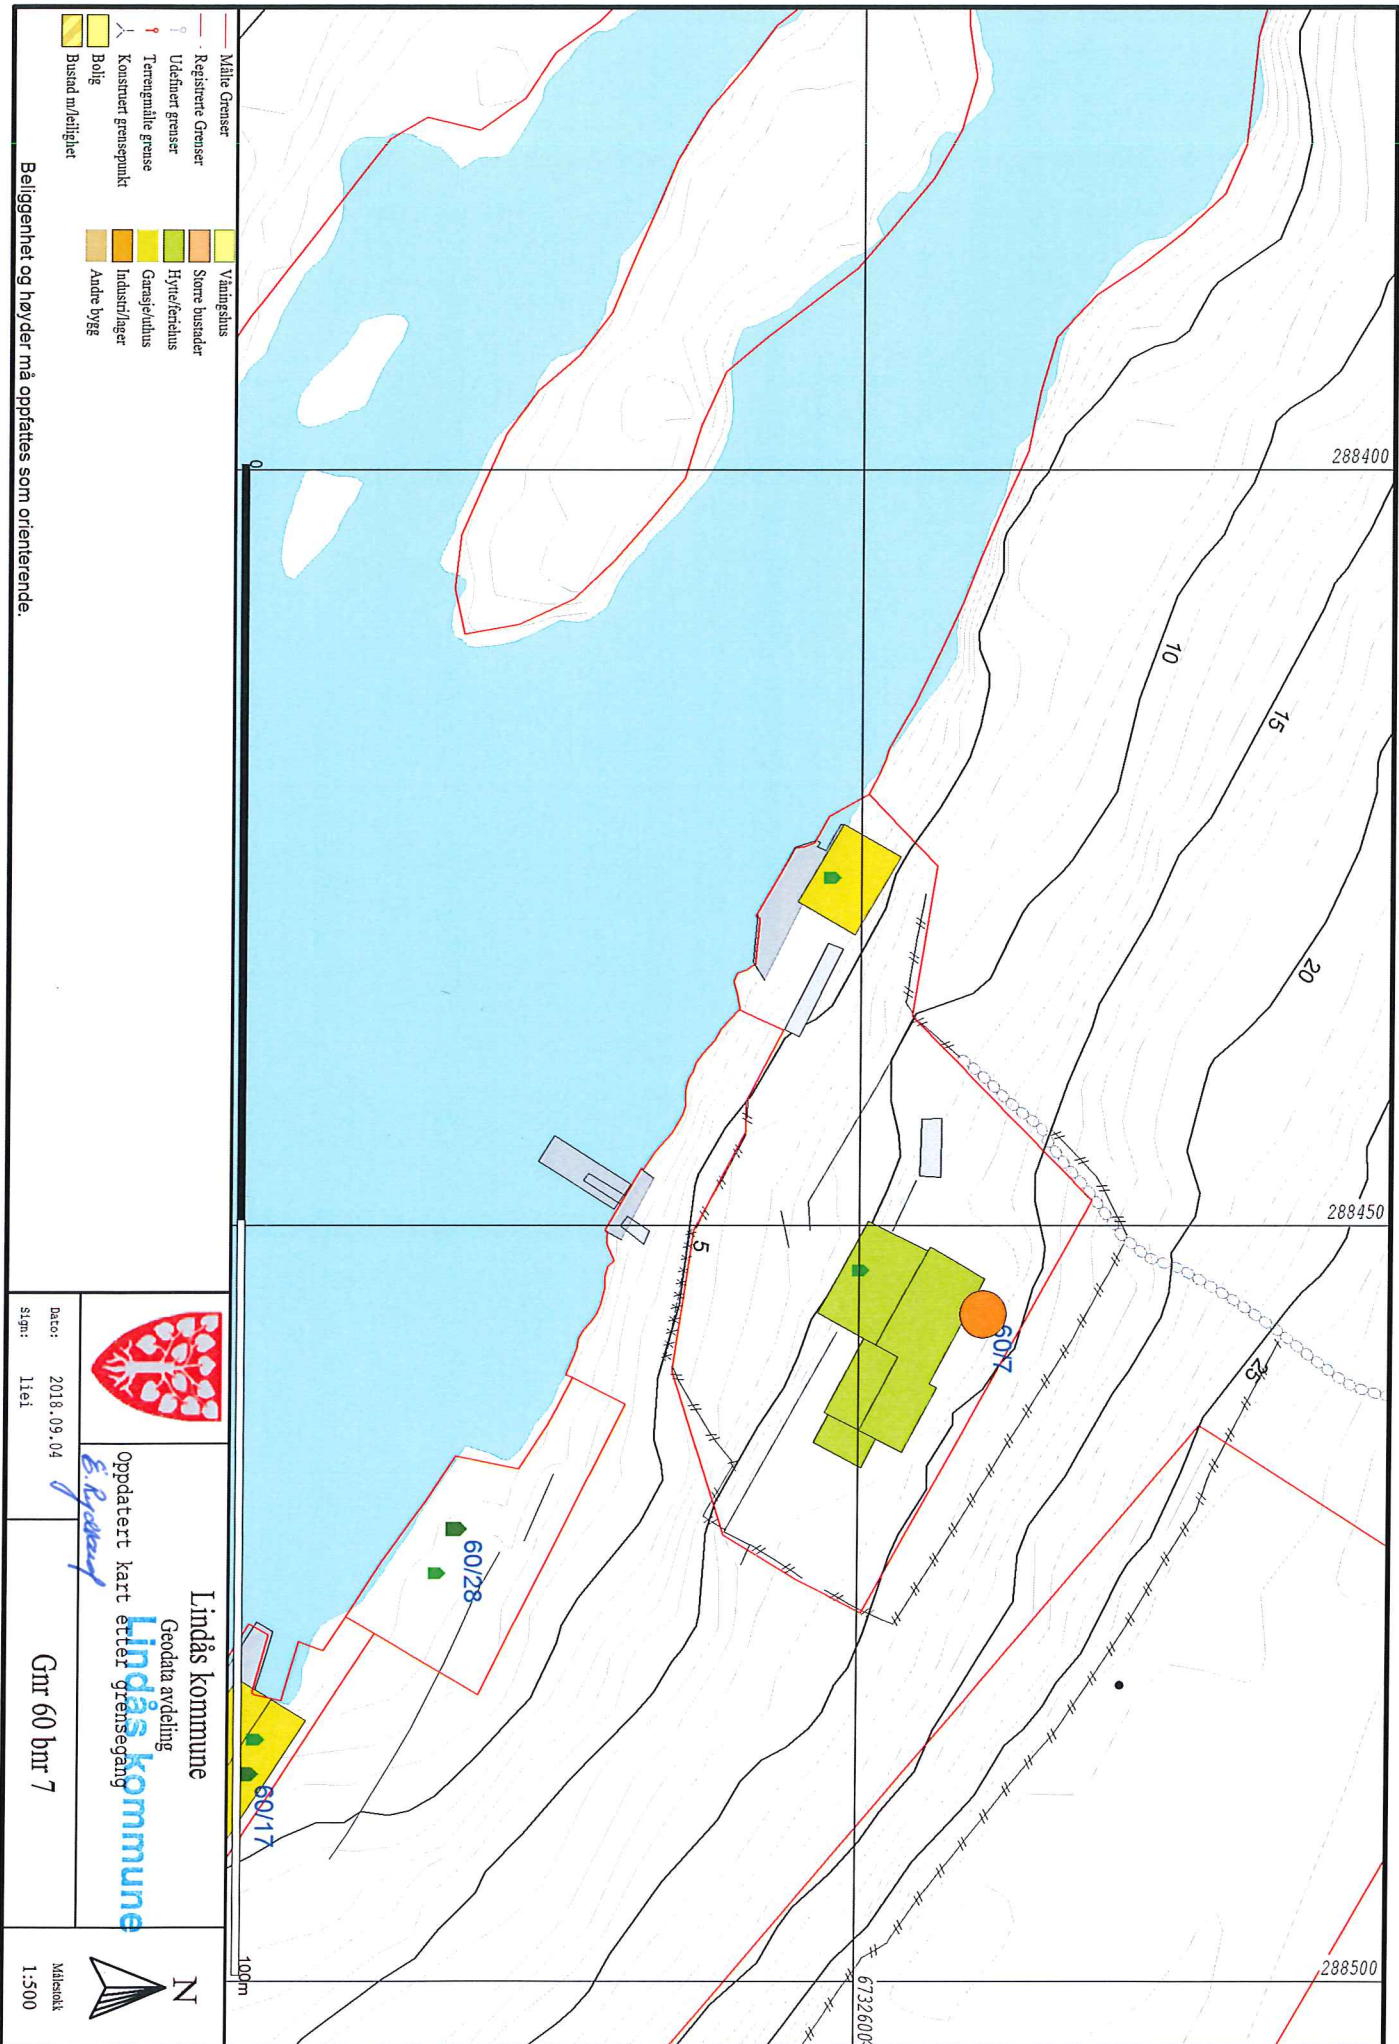 288400
288450
288500
6732600
10
15
20
25
5
60/7
60/28
60/17
0
100m
Målte Grenser
Registrerte Grenser
Udefinert grenser
Terrengmålte grense
Konstruert grensepunkt
Bolig
Bustad m/leilighet
Våningshus
Større bustader
Hytte/feriehus
Garasje/uthus
Industri/lager
Andre bygg
Beliggenhet og høyder må oppfattes som orienterende.
Lindås kommune
Geodata avdeling
Lindås kommune
Oppdatert kart etter grensegang
Dato: 2018.09.04
Sign: liei
Gnr 60 bnr 7
N
Målestokk
1:500